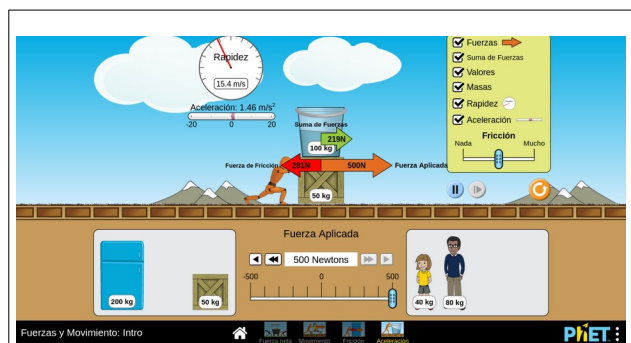 Rapidez
15.4 m/s
Aceleración: 1.46 m/s²
-20 0 20
Fuerzas
Suma de Fuerzas
Valores
Masas
Rapidez
Aceleración
Fricción
Nada Mucho
Suma de Fuerzas
219N
100 kg
Fuerza de Fricción
281N
500N
Fuerza Aplicada
50 kg
Fuerza Aplicada
500 Newtons
-500 0 500
200 kg
50 kg
40 kg
80 kg
Fuerzas y Movimiento: Intro
Fuerza neta
Movimiento
Fricción
Aceleración
PhET